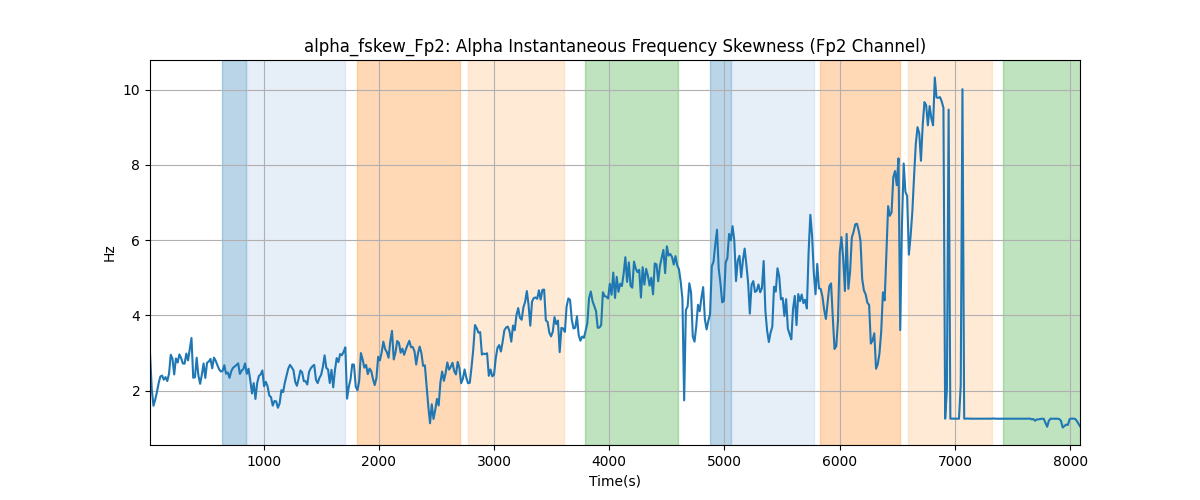 alpha_fskew_Fp2: Alpha Instantaneous Frequency Skewness (Fp2 Channel)
10
8
6
4
2
Hz
1000 2000 3000 4000 5000 6000 7000 8000
Time(s)